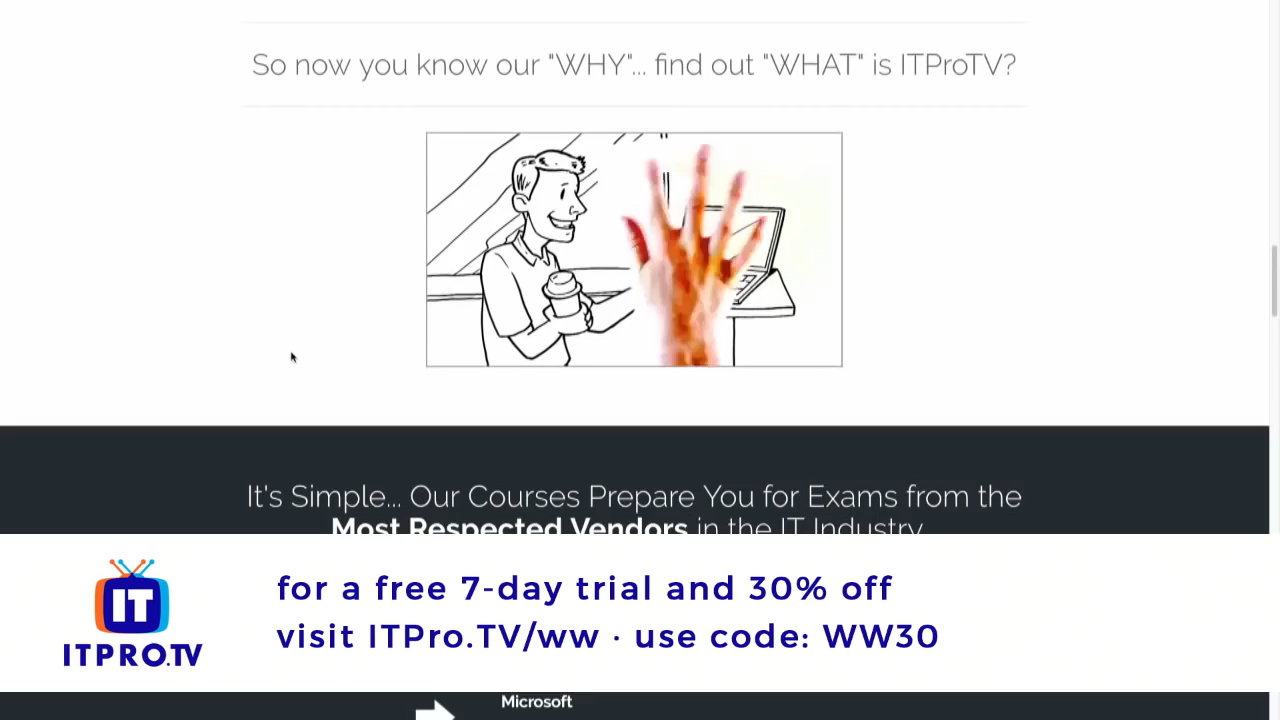 So now you know our "WHY"... find out "WHAT" is ITProTV?
It's Simple... Our Courses Prepare You for Exams from the
Most Respected Vendors in the IT Industry
IT
ITPRO.TV
for a free 7-day trial and 30% off
visit ITPro.TV/ww · use code: WW30
Microsoft